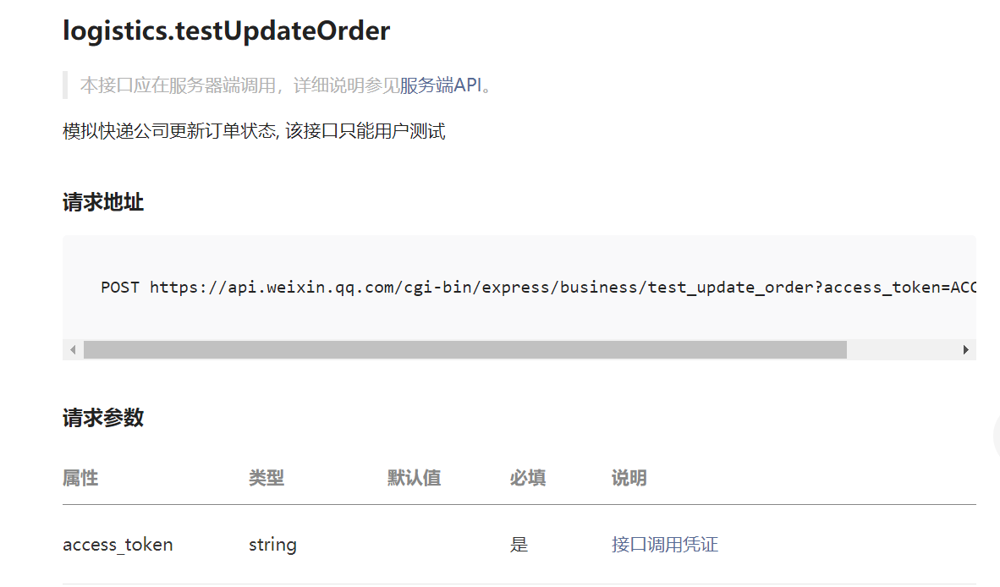 logistics.testUpdateOrder
本接口应在服务器端调用，详细说明参见服务端API。
模拟快递公司更新订单状态, 该接口只能用户测试
请求地址
POST https://api.weixin.qq.com/cgi-bin/express/business/test_update_order?access_token=ACC
请求参数
属性 类型 默认值 必填 说明
access_token string 是 接口调用凭证